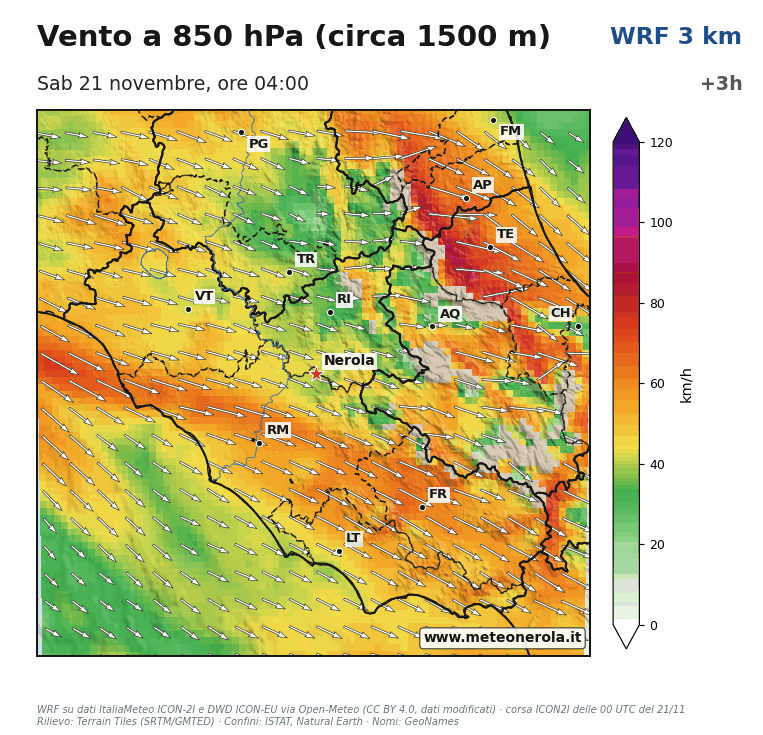 Vento a 850 hPa (circa 1500 m)
WRF 3 km
Sab 21 novembre, ore 04:00
+3h
FM
PG
AP
TE
TR
RI
VT
AQ
CH
Nerola
RM
FR
LT
120
100
80
60
40
20
0
km/h
www.meteonerola.it
WRF su dati ItaliaMeteo ICON-2I e DWD ICON-EU via Open-Meteo (CC BY 4.0, dati modificati) · corsa ICON2I delle 00 UTC del 21/11
Rilievo: Terrain Tiles (SRTM/GMTED) · Confini: ISTAT, Natural Earth · Nomi: GeoNames